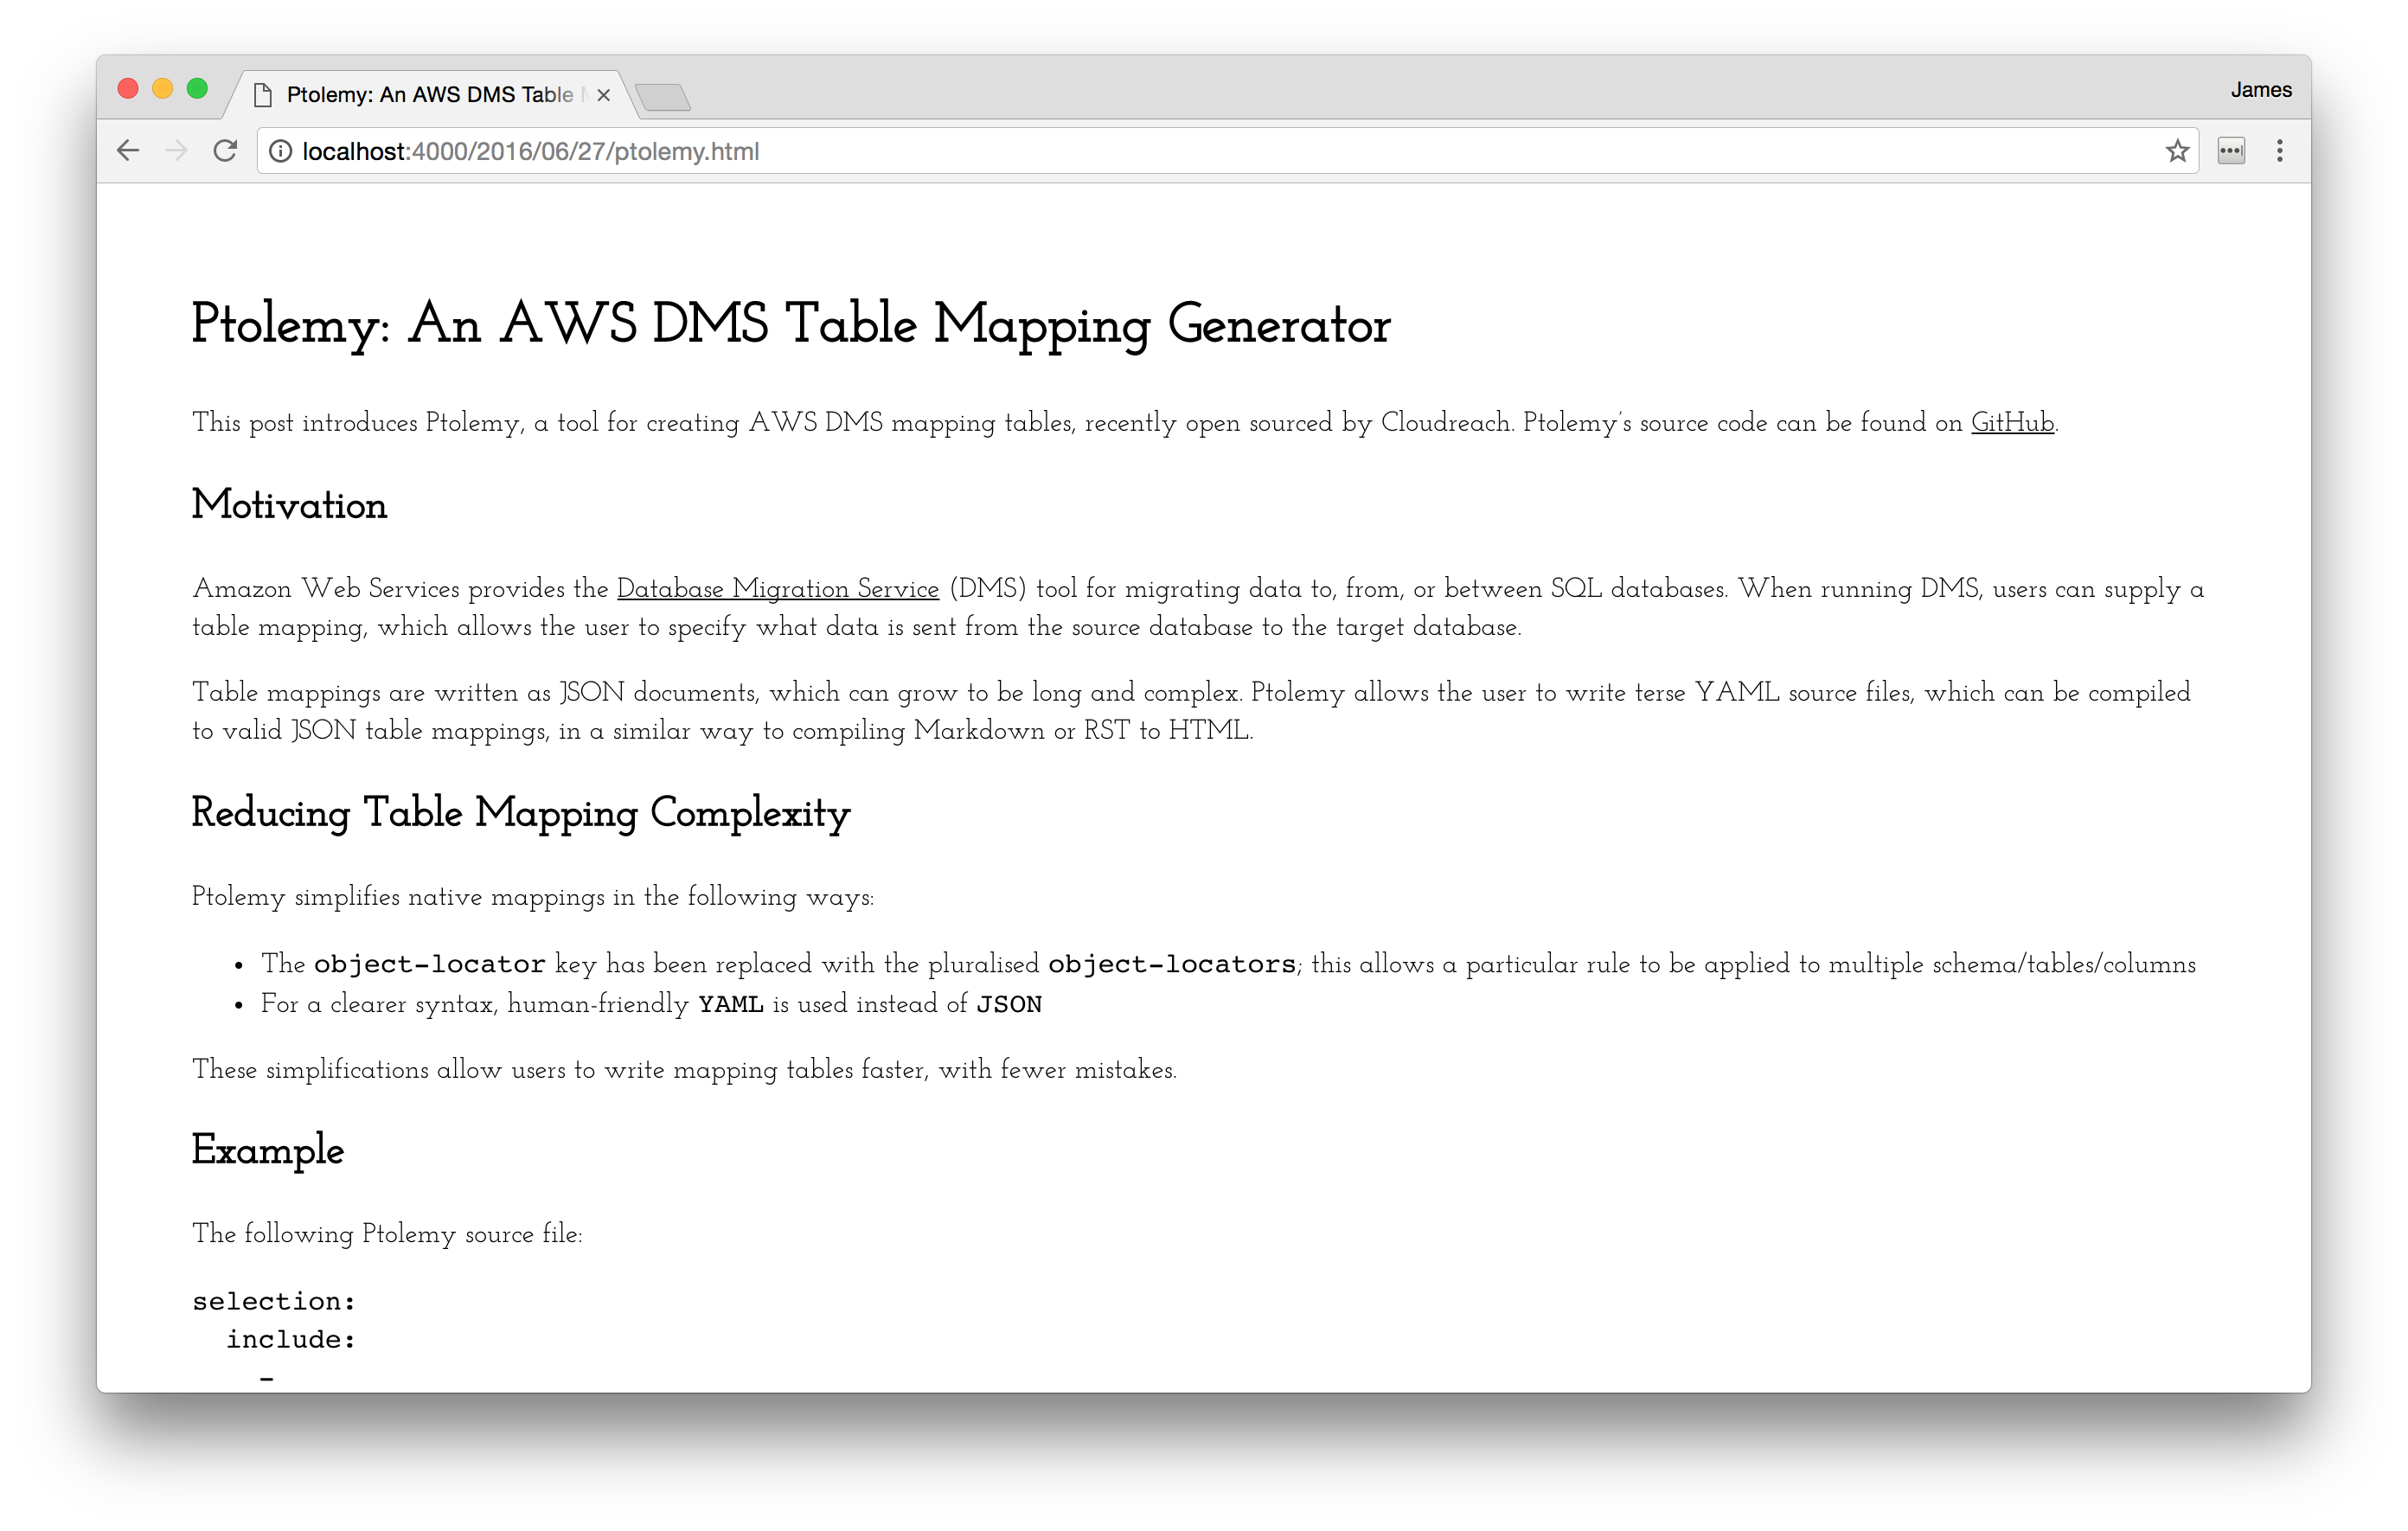 Ptolemy: An AWS DMS Table
James
localhost:4000/2016/06/27/ptolemy.html
Ptolemy: An AWS DMS Table Mapping Generator
This post introduces Ptolemy, a tool for creating AWS DMS mapping tables, recently open sourced by Cloudreach. Ptolemy's source code can be found on GitHub.
Motivation
Amazon Web Services provides the Database Migration Service (DMS) tool for migrating data to, from, or between SQL databases. When running DMS, users can supply a
table mapping, which allows the user to specify what data is sent from the source database to the target database.
Table mappings are written as JSON documents, which can grow to be long and complex. Ptolemy allows the user to write terse YAML source files, which can be compiled
to valid JSON table mappings, in a similar way to compiling Markdown or RST to HTML.
Reducing Table Mapping Complexity
Ptolemy simplifies native mappings in the following ways:
• The object-locator key has been replaced with the pluralised object-locators; this allows a particular rule to be applied to multiple schema/tables/columns
• For a clearer syntax, human-friendly YAML is used instead of JSON
These simplifications allow users to write mapping tables faster, with fewer mistakes.
Example
The following Ptolemy source file:
selection:
  include:
    -